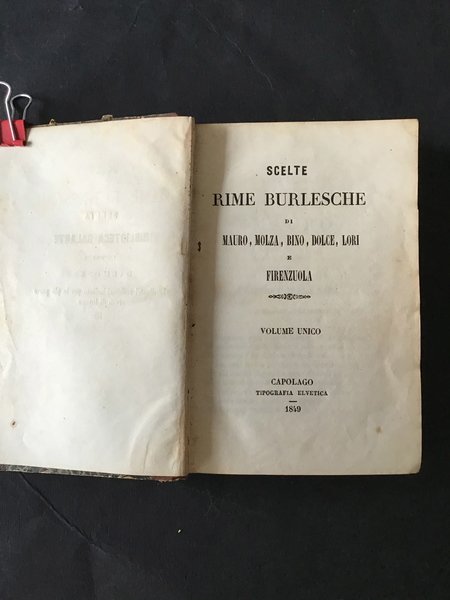 SCELTE
RIME BURLESCHE
DI
MAURO, MOLZA, BINO, DOLCE, LORI
E
FIRENZUOLA
VOLUME UNICO
CAPOLAGO
TIPOGRAFIA ELVETICA
1849